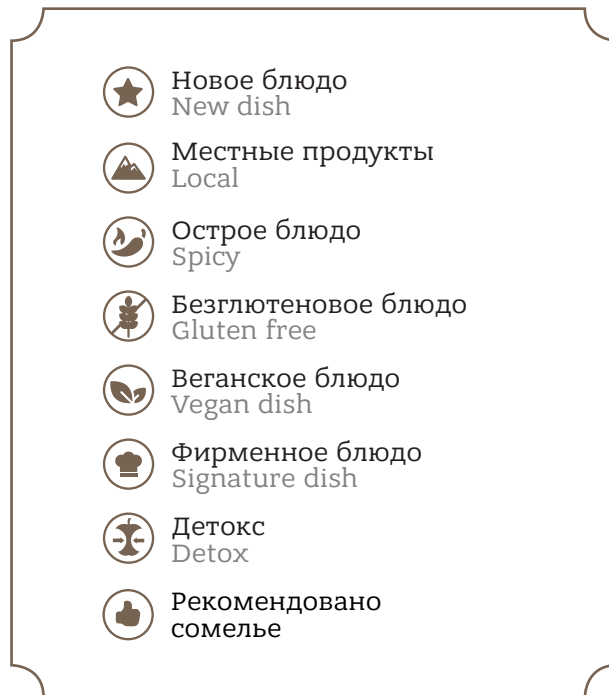 Новое блюдо
New dish
Местные продукты
Local
Острое блюдо
Spicy
Безглютеновое блюдо
Gluten free
Веганское блюдо
Vegan dish
Фирменное блюдо
Signature dish
Детокс
Detox
Рекомендовано
сомелье